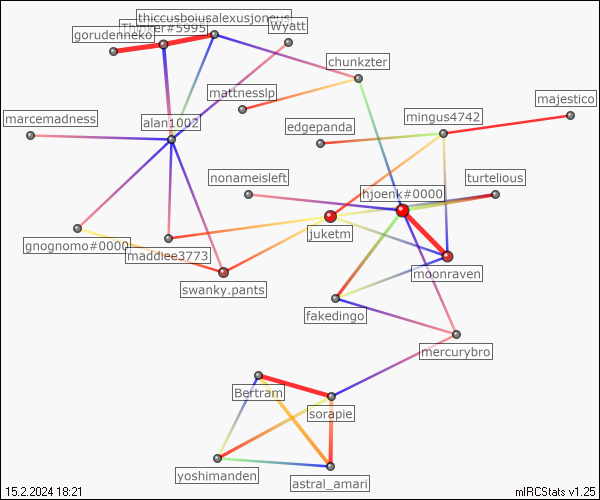 thiccusboiusalexusjoneus
Thinker#5995
Wyatt
gorudenneko
chunkzter
mattnesslp
majestico
marcemadness
alan1002
mingus4742
edgepanda
nonameisleft
hjoenk#0000
turtelious
juketm
gnognomo#0000
maddiee3773
moonraven
swanky.pants
fakedingo
mercurybro
Bertram
sorapie
yoshimanden
astral_amari
15.2.2024 18:21
mIRCStats v1.25